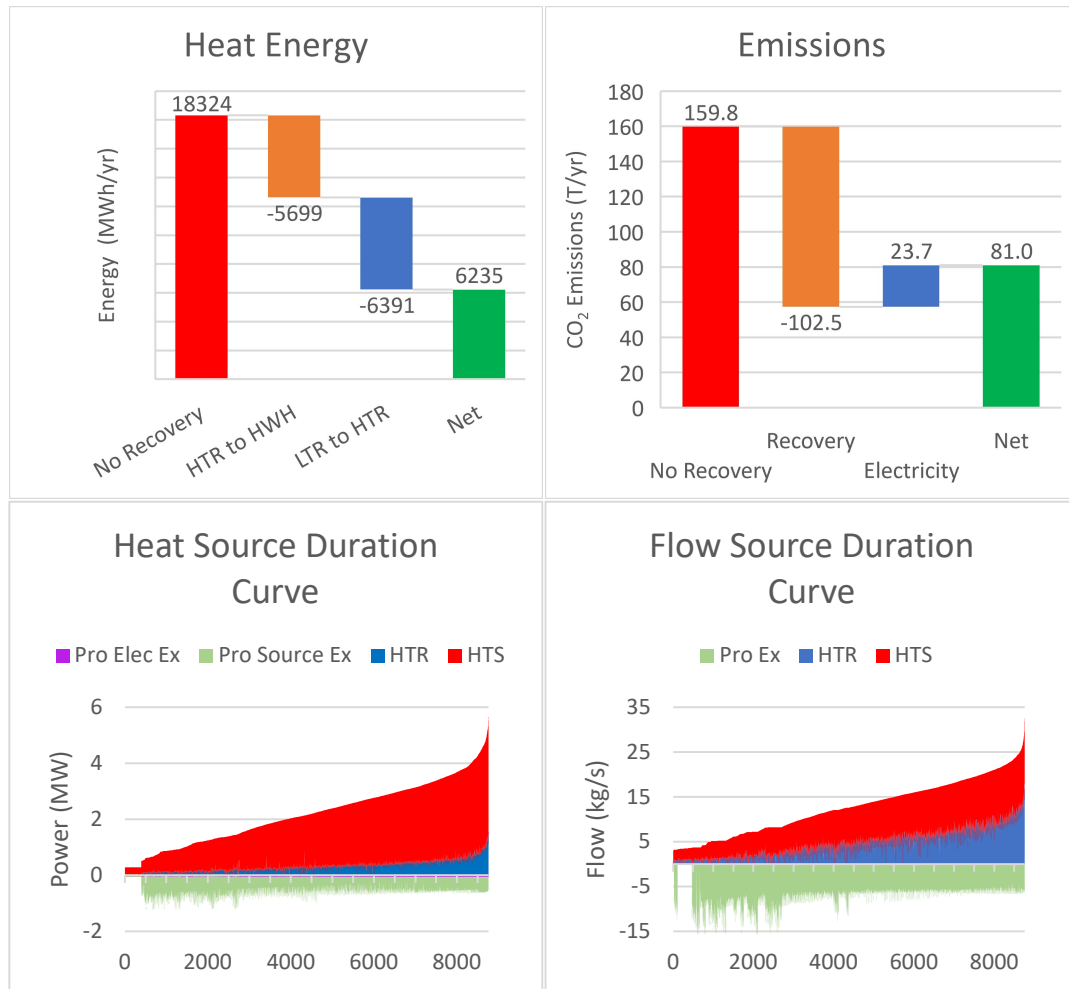 Heat Energy
Energy (MWh/yr)
18324
-5699
-6391
6235
No Recovery
HTR to HWH
LTR to HTR
Net
Emissions
CO₂ Emissions (T/yr)
180
160
140
120
100
80
60
40
20
0
159.8
-102.5
23.7
81.0
Recovery
Net
No Recovery
Electricity
Heat Source Duration
Curve
Pro Elec Ex
Pro Source Ex
HTR
HTS
Power (MW)
6
4
2
0
-2
0
2000
4000
6000
8000
Flow Source Duration
Curve
Pro Ex
HTR
HTS
Flow (kg/s)
35
25
15
5
-5
-15
0
2000
4000
6000
8000